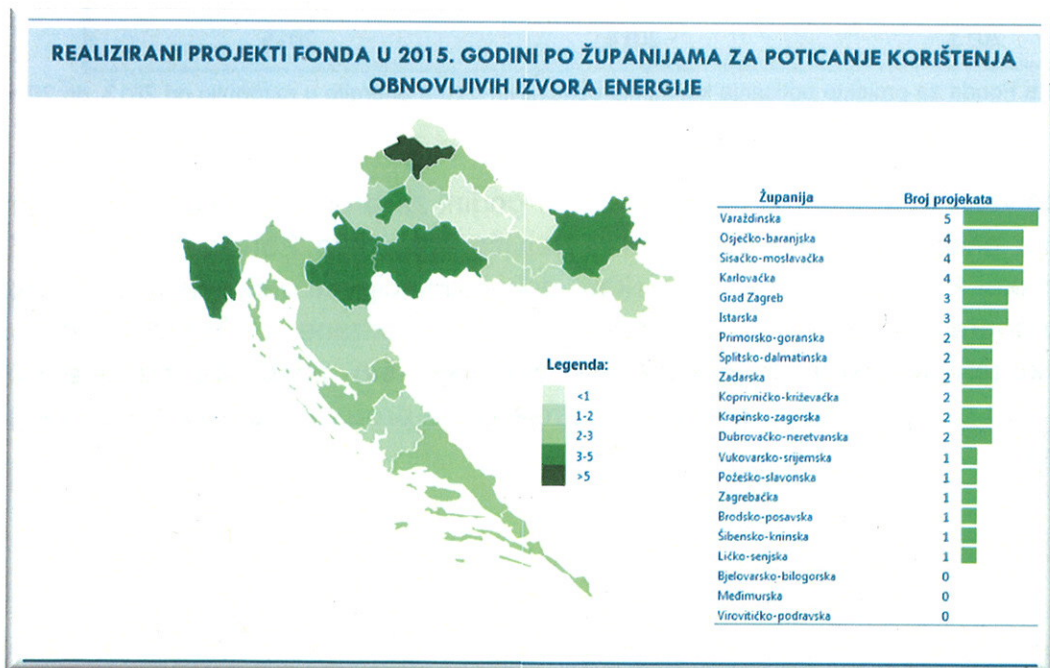 REALIZIRANI PROJEKTI FONDA U 2015. GODINI PO ŽUPANIJAMA ZA POTICANJE KORIŠTENJA
OBNOVLJIVIH IZVORA ENERGIJE
Županija Broj projekata
Varaždinska 5
Osječko-baranjska 4
Sisačko-moslavačka 4
Karlovačka 4
Grad Zagreb 3
Istarska 3
Primorsko-goranska 2
Splitsko-dalmatinska 2
Zadarska 2
Koprivničko-križevačka 2
Krapinsko-zagorska 2
Dubrovačko-neretvanska 2
Vukovarsko-srijemska 1
Požeško-slavonska 1
Zagrebačka 1
Brodsko-posavska 1
Šibensko-kninska 1
Ličko-senjska 1
Bjelovarsko-bilogorska 0
Međimurska 0
Virovitičko-podravska 0
Legenda:
<1
1-2
2-3
3-5
>5